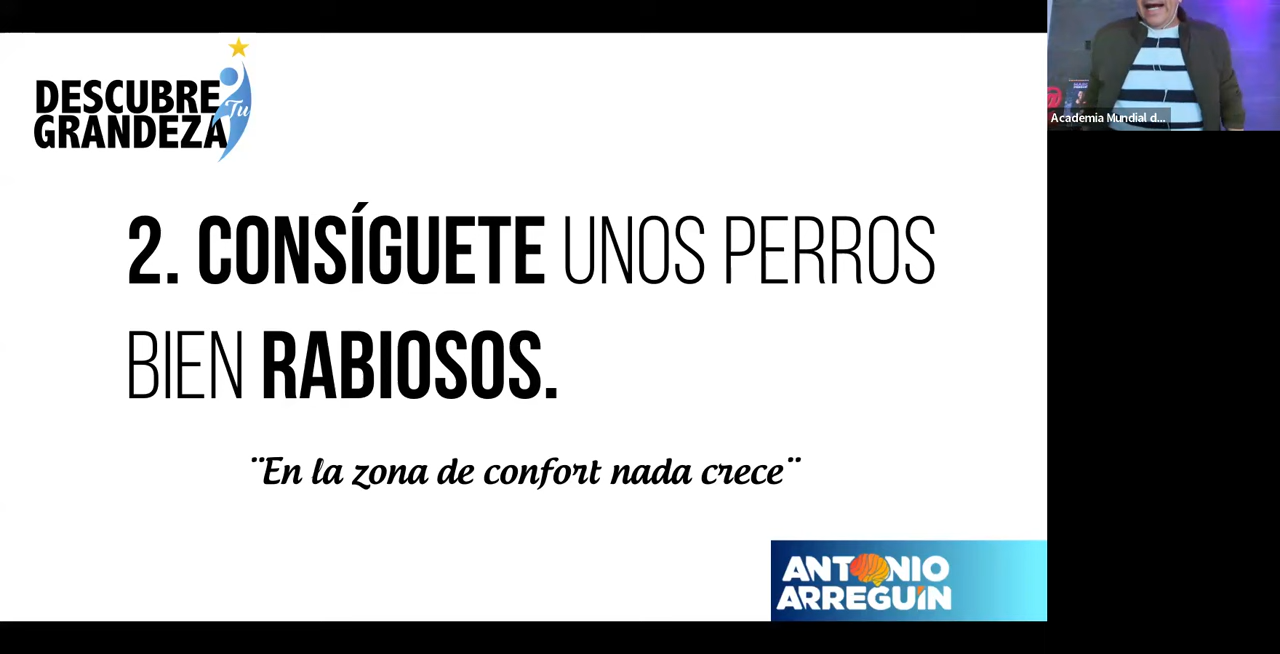 DESCUBRE
Tu
GRANDEZA
2. CONSÍGUETE UNOS PERROS
BIEN RABIOSOS.
¨En la zona de confort nada crece¨
ANTONIO
ARREGUÍN
Academia Mundial d...